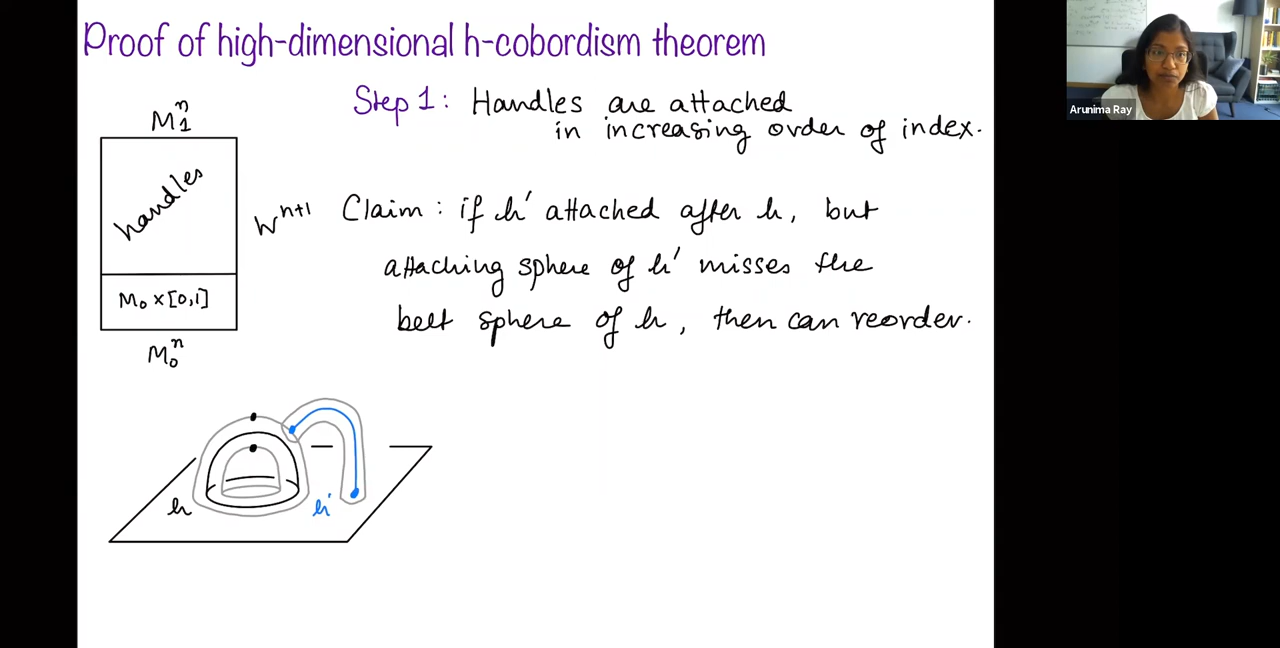 Proof of high-dimensional h-cobordism theorem
Step 1: Handles are attached
in increasing order of index.
M₁ⁿ
handles
Wⁿ⁺¹
M₀ × [0,1]
M₀ⁿ
Claim: if h' attached after h, but
attaching sphere of h' misses the
belt sphere of h, then can reorder.
h
h'
Arunima Ray